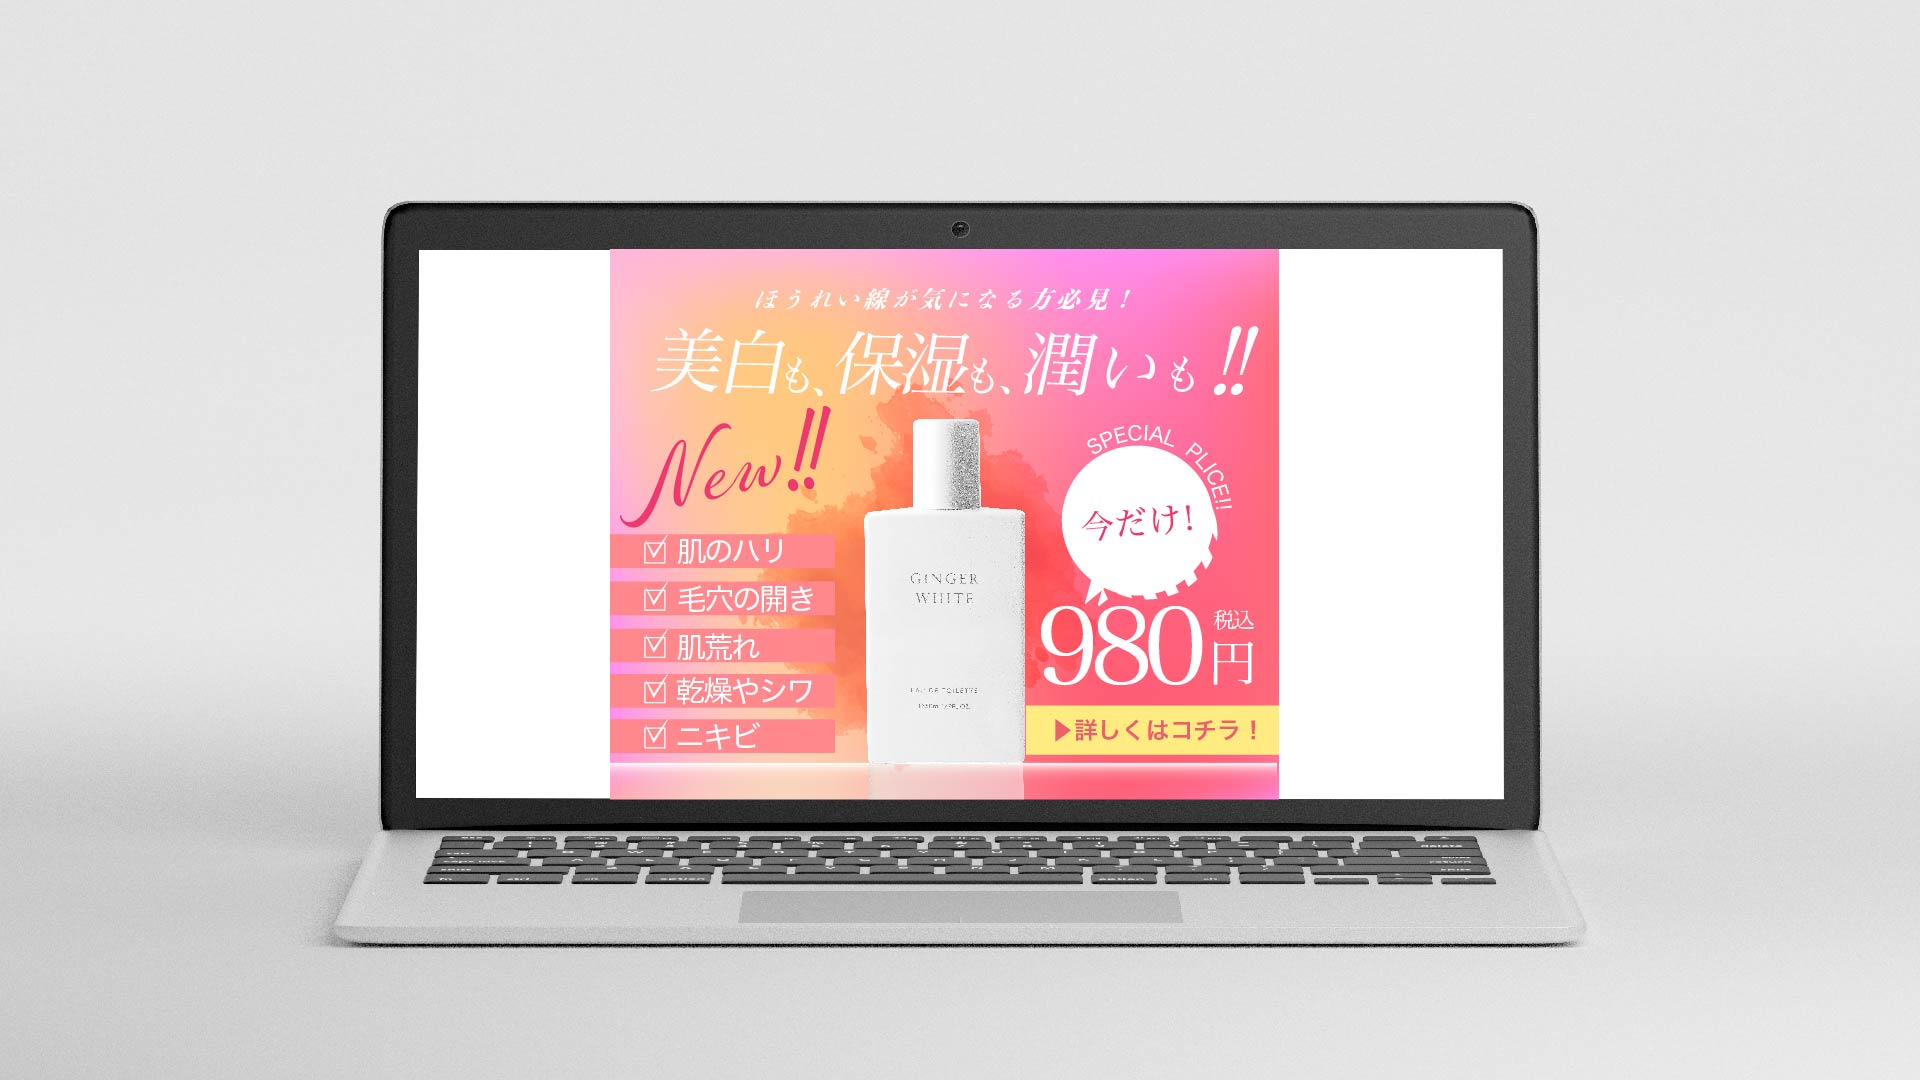 ほうれい線が気になる方必見！
美白も、保湿も、潤いも!!
New!!
SPECIAL PLICE!!
今だけ！
肌のハリ
毛穴の開き
肌荒れ
乾燥やシワ
ニキビ
GINGER
WHITE
EAU DE TOILETTE
980円
税込
▶詳しくはコチラ！